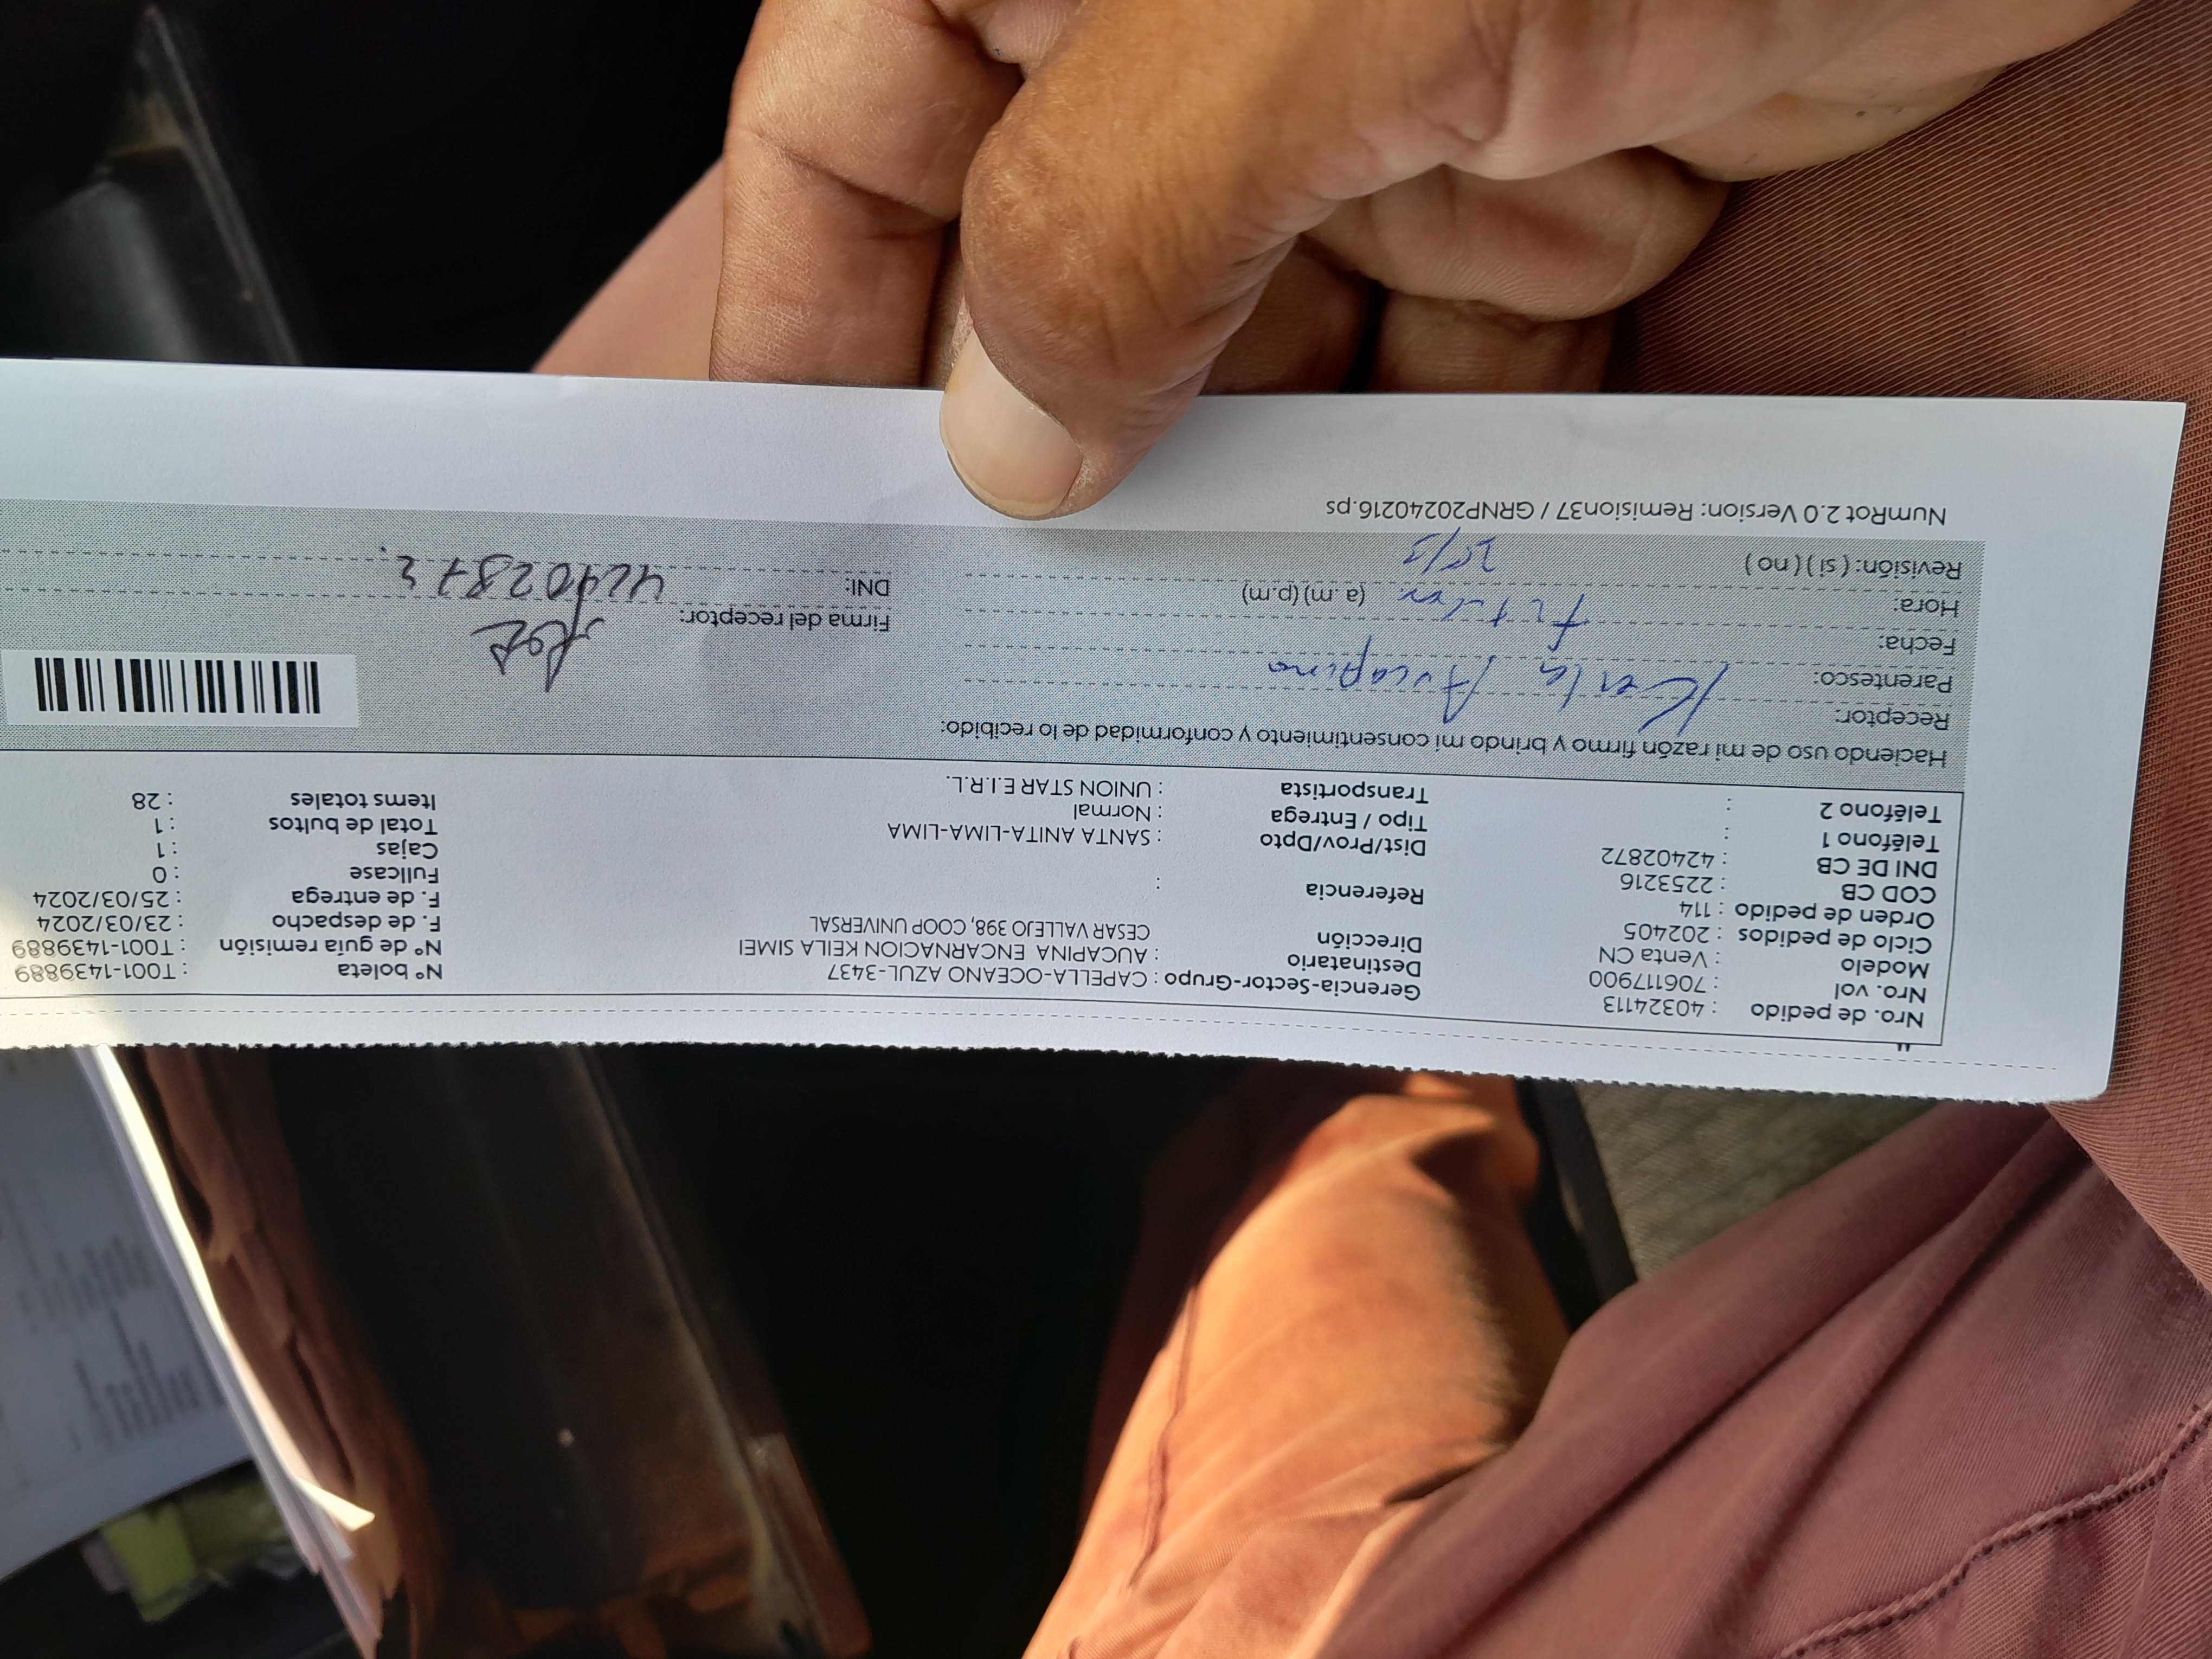 Nro. de pedido : 40324113
Nro. vol : 706117900
Modelo : Venta CN
Ciclo de pedidos : 202405
Orden de pedido : 114
COD CB : 2253216
DNI DE CB : 42402872
Teléfono 1 :
Teléfono 2 :
Gerencia-Sector-Grupo : CAPELLA-OCEANO AZUL-3437
Destinatario : AUCAPINA ENCARNACION KEILA SIMEI
Dirección CESAR VALLEJO 398, COOP UNIVERSAL
Referencia :
Dist/Prov/Dpto : SANTA ANITA-LIMA-LIMA
Tipo / Entrega : Normal
Transportista : UNION STAR E.I.R.L.
N° boleta : T001-1439889
N° de guía remisión : T001-1439889
F. de despacho : 23/03/2024
F. de entrega : 25/03/2024
Fullcase : 0
Cajas : 1
Total de bultos : 1
Items totales : 28
Haciendo uso de mi razón firmo y brindo mi consentimiento y conformidad de lo recibido:
Receptor: Aucapina
Parentesco:
Fecha:
Hora: (a.m)(p.m)
Revisión: ( si ) ( no ) 25/3
Firma del receptor:
DNI: 42402872
NumRot 2.0 Version: Remision37 / GRNP20240216.ps